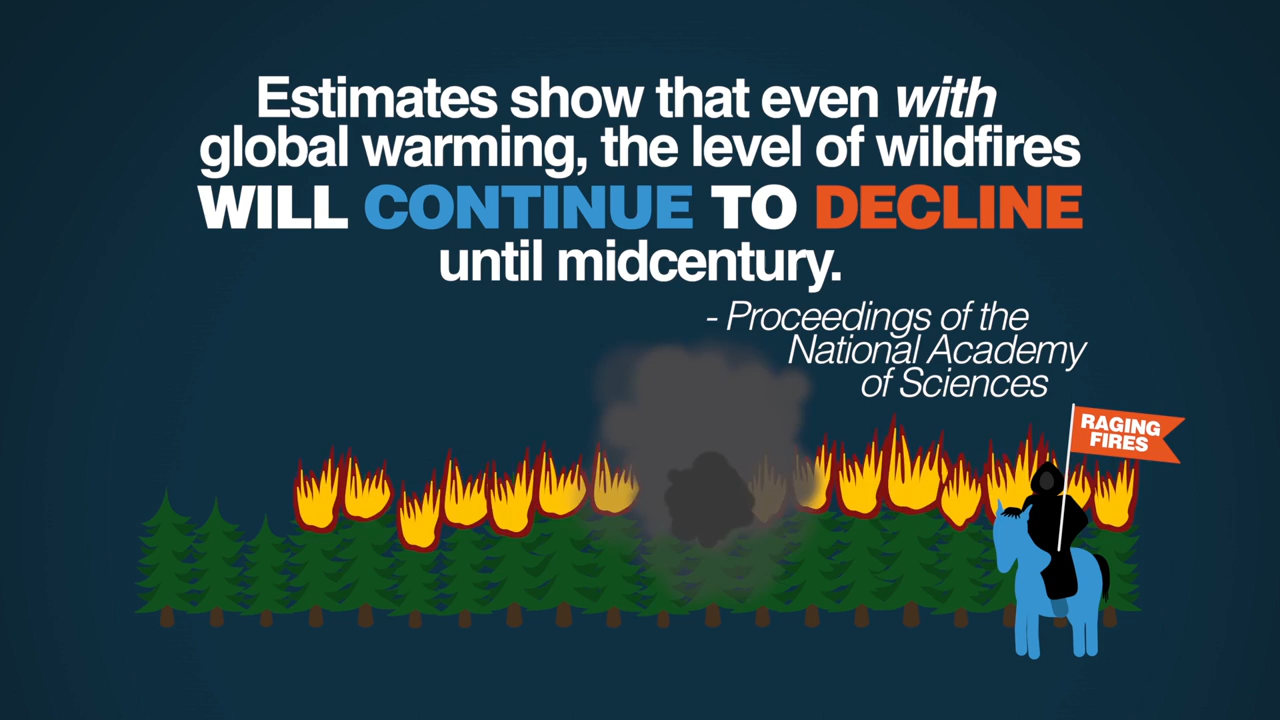 Estimates show that even with
global warming, the level of wildfires
WILL CONTINUE TO DECLINE
until midcentury.
- Proceedings of the
National Academy
of Sciences
RAGING
FIRES